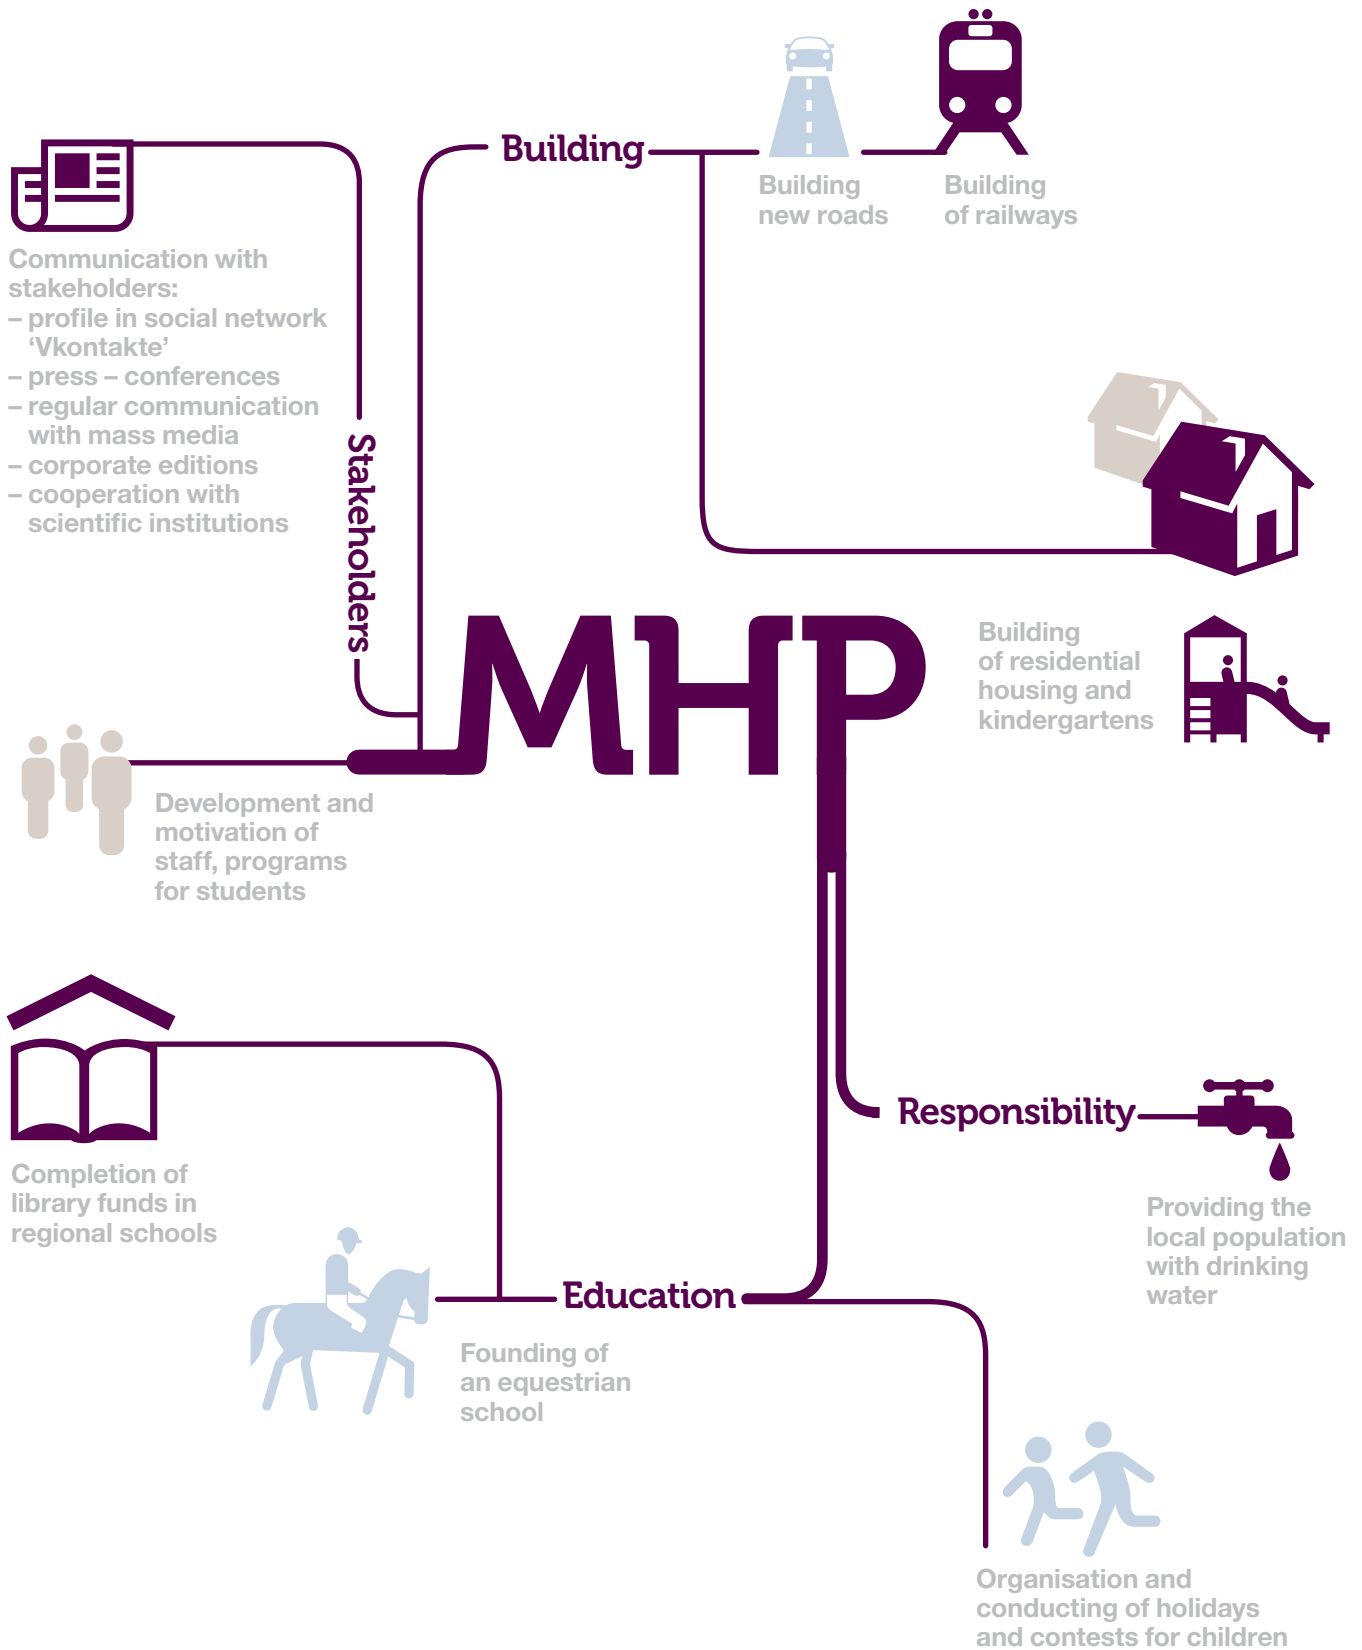 Building
Building
new roads
Building
of railways
Communication with
stakeholders:
– profile in social network
‘Vkontakte’
– press – conferences
– regular communication
with mass media
– corporate editions
– cooperation with
scientific institutions
Stakeholders
MHP
Building
of residential
housing and
kindergartens
Development and
motivation of
staff, programs
for students
Completion of
library funds in
regional schools
Responsibility
Providing the
local population
with drinking
water
Education
Founding of
an equestrian
school
Organisation and
conducting of holidays
and contests for children